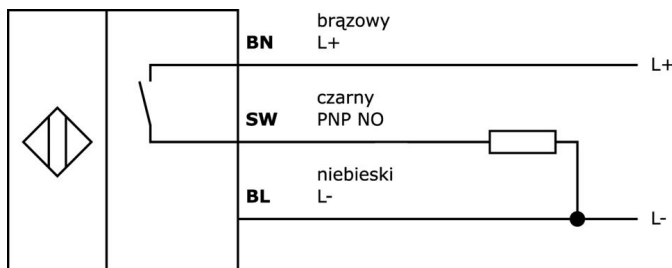 brązowy
BN L+
L+
czarny
SW PNP NO
niebieski
BL L-
L-